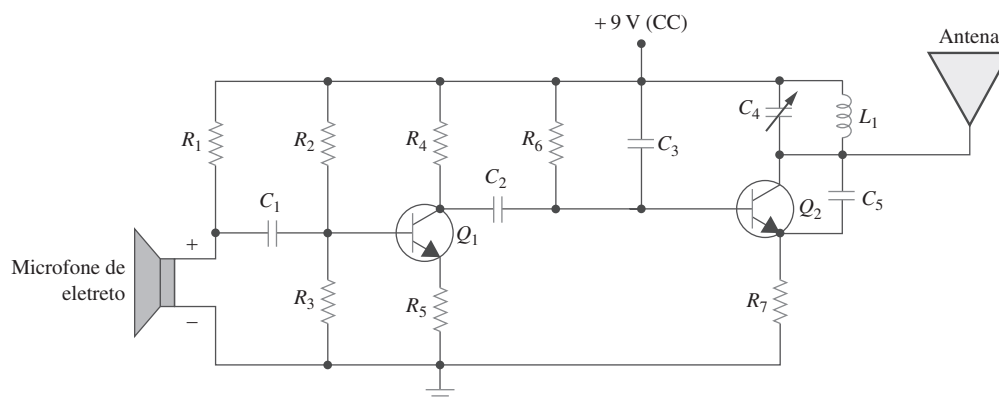 + 9 V (CC)
Antena
R1
R2
R4
R6
C3
C4
L1
C1
C2
Q1
Q2
C5
+
Microfone de
eletreto
−
R3
R5
R7